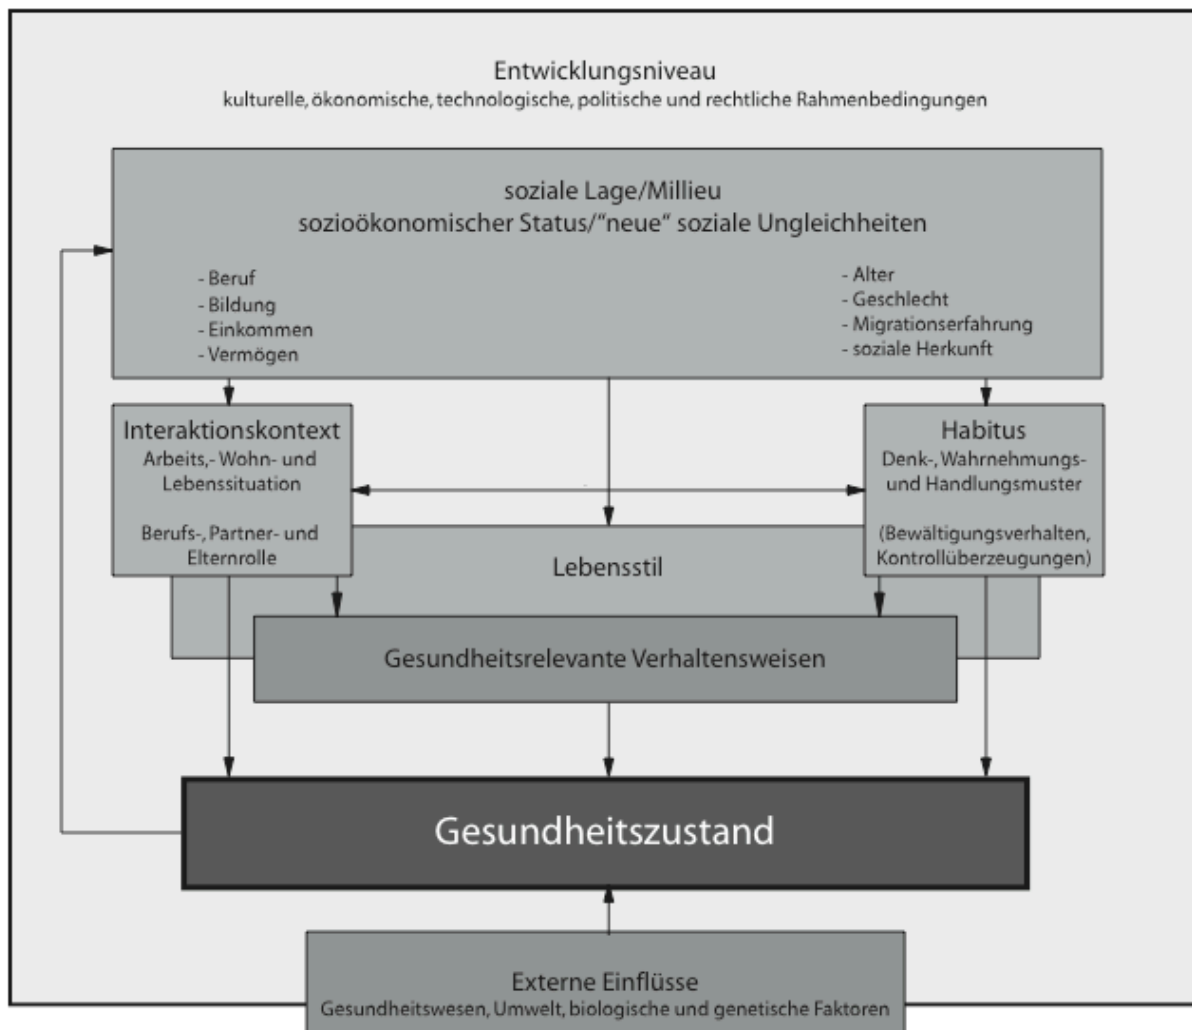 Entwicklungsniveau
kulturelle, ökonomische, technologische, politische und rechtliche Rahmenbedingungen
soziale Lage/Millieu
sozioökonomischer Status/“neue“ soziale Ungleichheiten
- Beruf
- Bildung
- Einkommen
- Vermögen
- Alter
- Geschlecht
- Migrationserfahrung
- soziale Herkunft
Interaktionskontext
Arbeits,- Wohn- und
Lebenssituation
Berufs-, Partner- und
Elternrolle
Habitus
Denk-, Wahrnehmungs-
und Handlungsmuster
(Bewältigungsverhalten,
Kontrollüberzeugungen)
Lebensstil
Gesundheitsrelevante Verhaltensweisen
Gesundheitszustand
Externe Einflüsse
Gesundheitswesen, Umwelt, biologische und genetische Faktoren